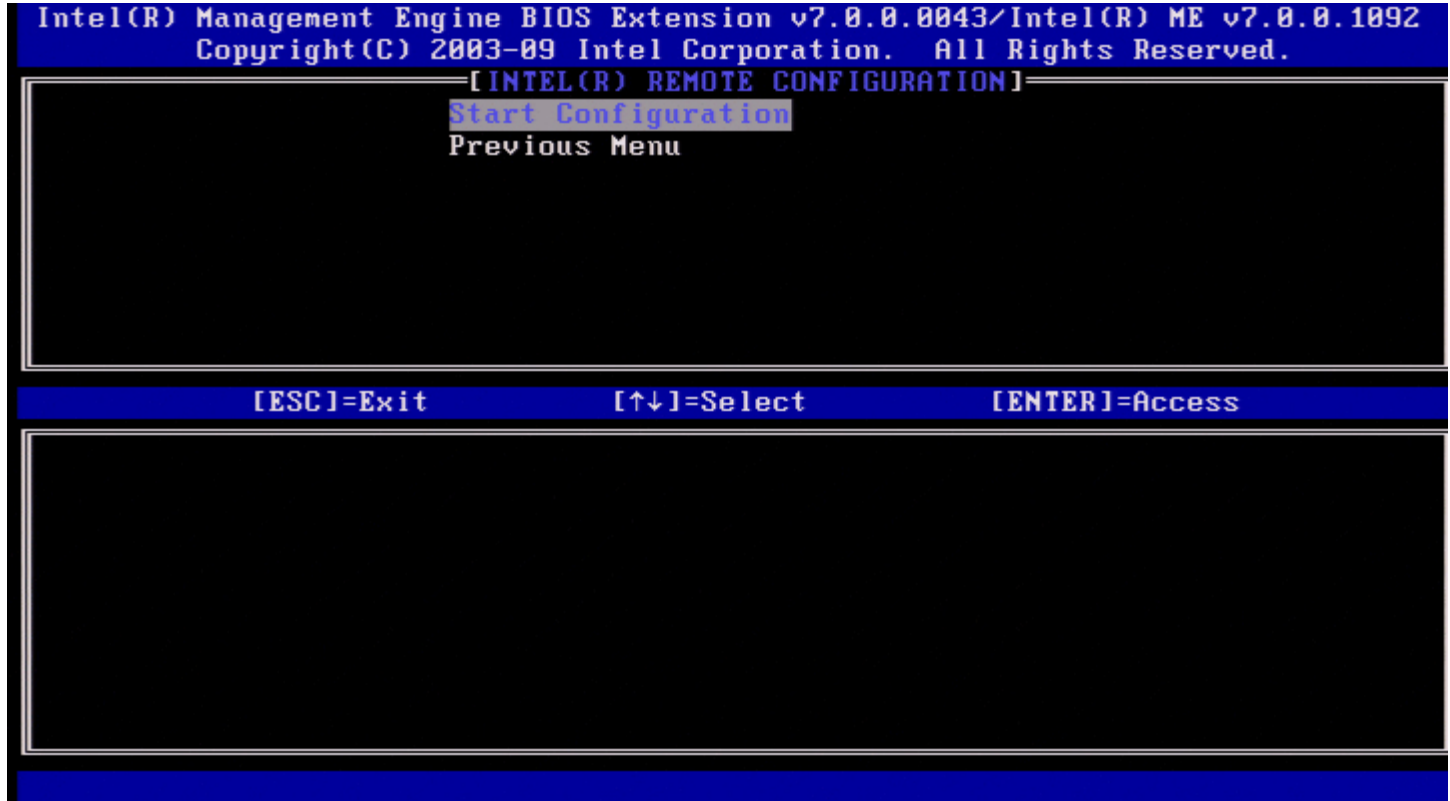 Intel(R) Management Engine BIOS Extension v7.0.0.0043/Intel(R) ME v7.0.0.1092
Copyright(C) 2003-09 Intel Corporation. All Rights Reserved.
[INTEL(R) REMOTE CONFIGURATION]
Start Configuration
Previous Menu
[ESC]=Exit [↑↓]=Select [ENTER]=Access